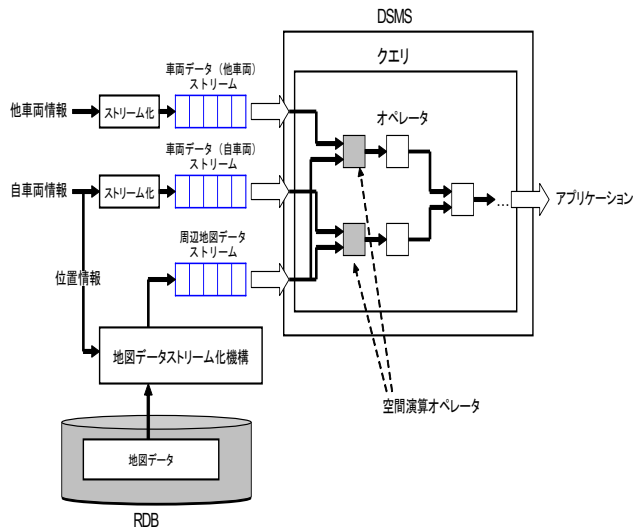 DSMS
クエリ
車両データ（他車両）
ストリーム
他車両情報
ストリーム化
オペレータ
車両データ（自車両）
ストリーム
自車両情報
ストリーム化
…
アプリケーション
周辺地図データ
ストリーム
位置情報
地図データストリーム化機構
空間演算オペレータ
地図データ
RDB